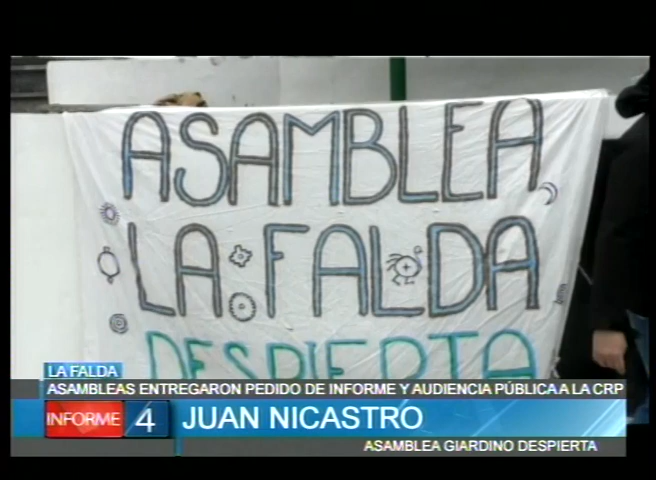 ASAMBLEA
LA FALDA
DESPIERTA
LA FALDA
ASAMBLEAS ENTREGARON PEDIDO DE INFORME Y AUDIENCIA PÚBLICA A LA CRP
INFORME 4 JUAN NICASTRO
ASAMBLEA GIARDINO DESPIERTA